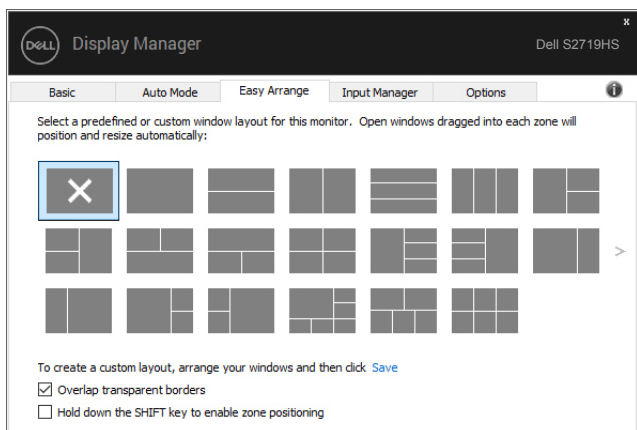 x
DELL Display Manager Dell S2719HS
Basic Auto Mode Easy Arrange Input Manager Options i
Select a predefined or custom window layout for this monitor. Open windows dragged into each zone will
position and resize automatically:
>
To create a custom layout, arrange your windows and then click Save
Overlap transparent borders
Hold down the SHIFT key to enable zone positioning